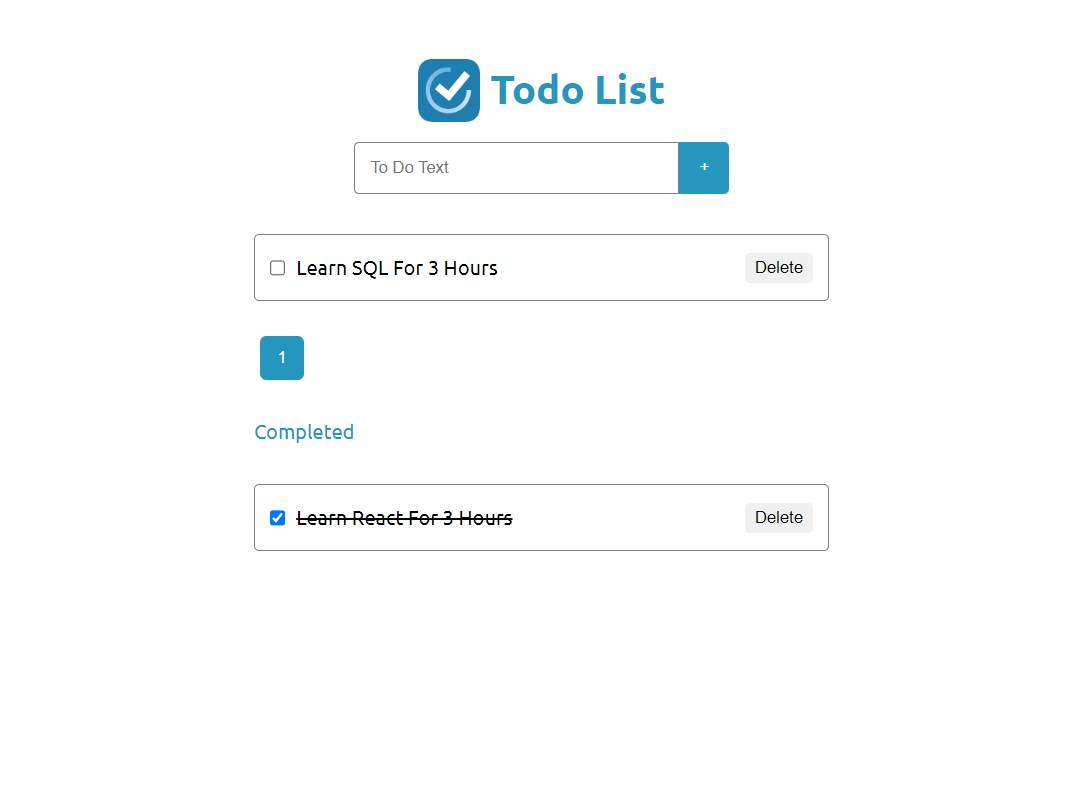 Todo List
To Do Text
+
Learn SQL For 3 Hours Delete
1
Completed
Learn React For 3 Hours Delete